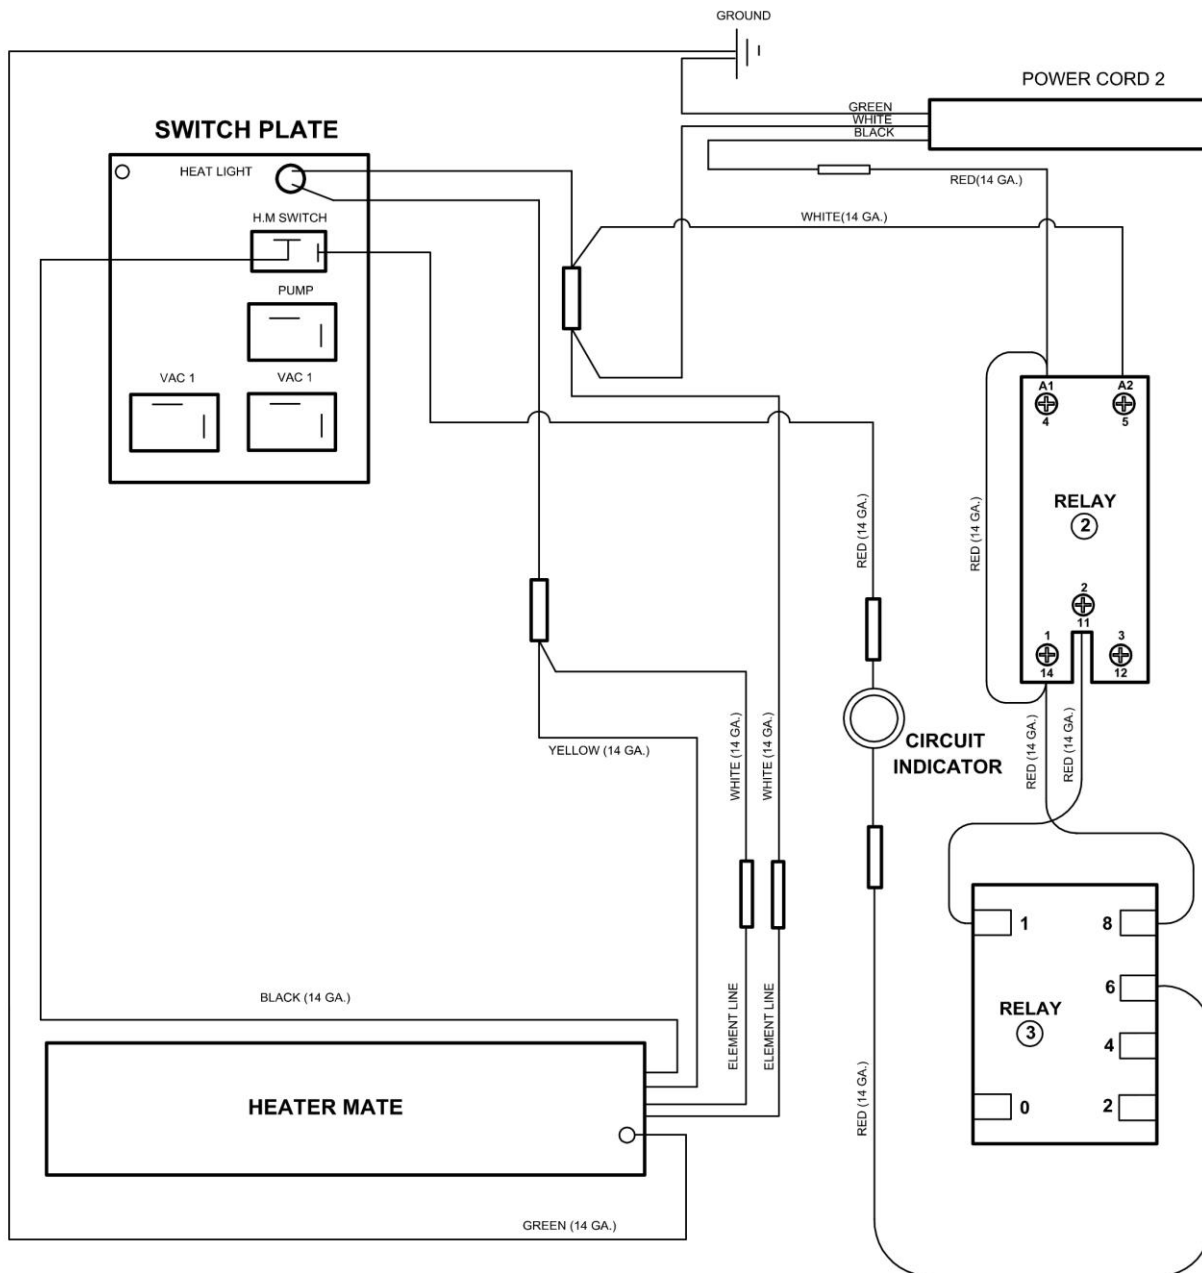 GROUND
POWER CORD 2
GREEN
WHITE
BLACK
SWITCH PLATE
HEAT LIGHT
RED(14 GA.)
H.M SWITCH
WHITE(14 GA.)
PUMP
VAC 1
VAC 1
A1
A2
4
5
RED (14 GA.)
RED (14 GA.)
RELAY
2
2
11
1
3
14
12
RED (14 GA.)
RED (14 GA.)
WHITE (14 GA.)
WHITE (14 GA.)
YELLOW (14 GA.)
CIRCUIT
INDICATOR
1
8
6
RELAY
3
4
0
2
BLACK (14 GA.)
ELEMENT LINE
ELEMENT LINE
RED (14 GA.)
HEATER MATE
GREEN (14 GA.)